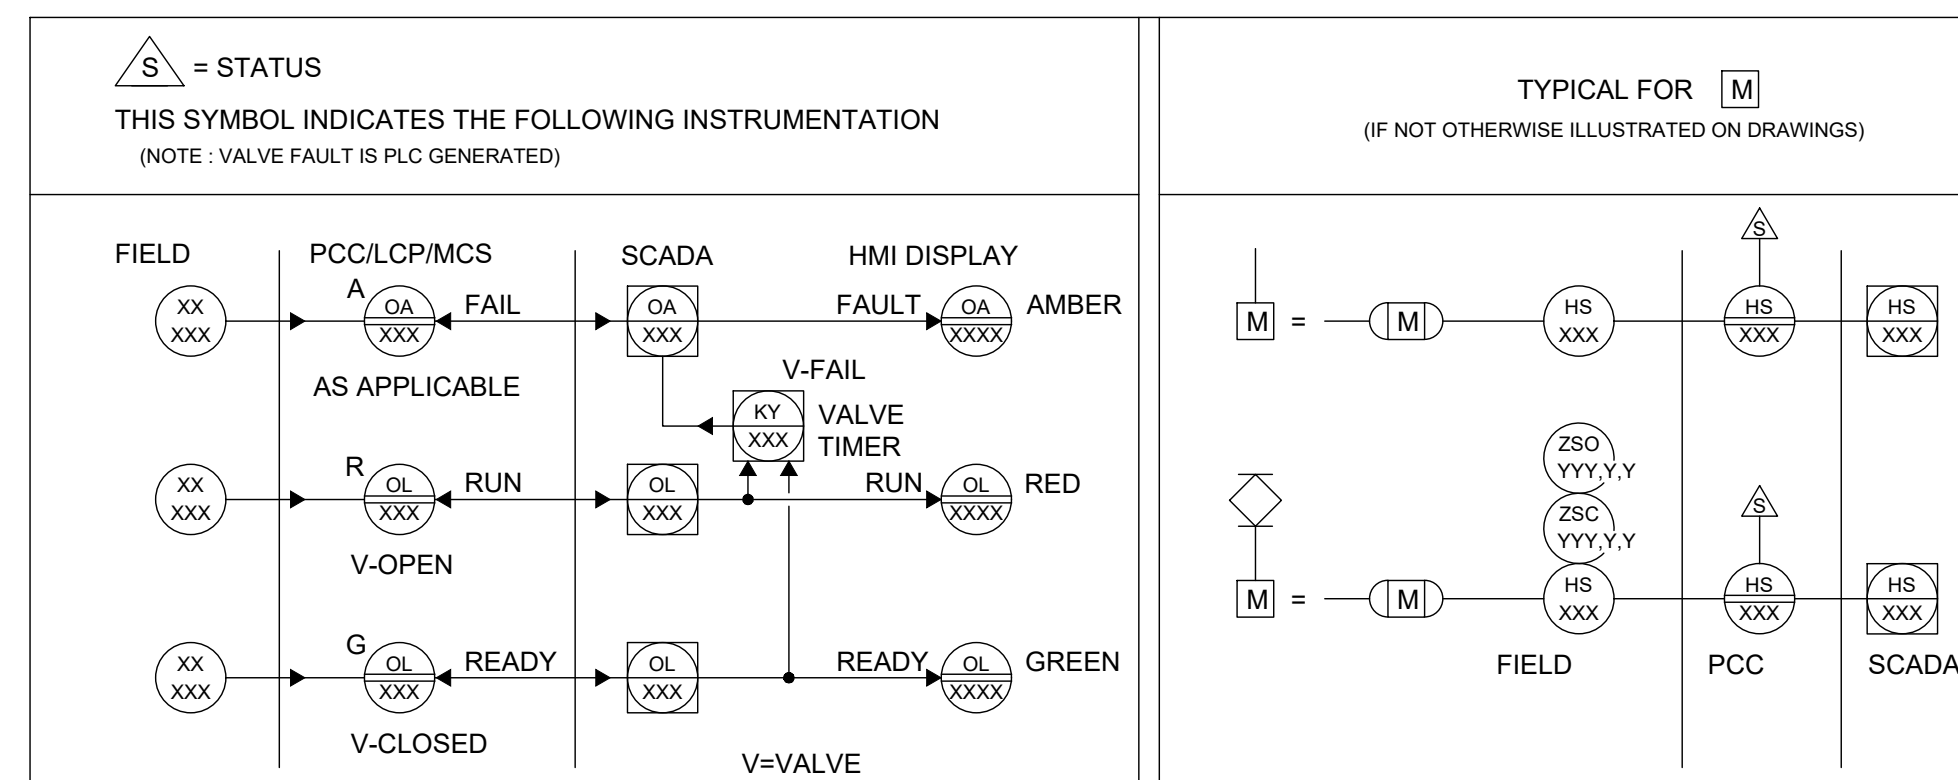 S = STATUS
THIS SYMBOL INDICATES THE FOLLOWING INSTRUMENTATION
(NOTE : VALVE FAULT IS PLC GENERATED)
FIELD PCC/LCP/MCS SCADA HMI DISPLAY
XX XXX
A
OA XXX
FAIL
OA XXX
FAULT
OA XXXX
AMBER
AS APPLICABLE
V-FAIL
KY XXX
VALVE
TIMER
XX XXX
R
OL XXX
RUN
OL XXX
RUN
OL XXXX
RED
V-OPEN
XX XXX
G
OL XXX
READY
OL XXX
READY
OL XXXX
GREEN
V-CLOSED
V=VALVE
TYPICAL FOR M
(IF NOT OTHERWISE ILLUSTRATED ON DRAWINGS)
S
M = M
HS XXX
HS XXX
HS XXX
ZSO
YYY,Y,Y
ZSC
YYY,Y,Y
S
M = M
HS XXX
HS XXX
HS XXX
FIELD PCC SCADA